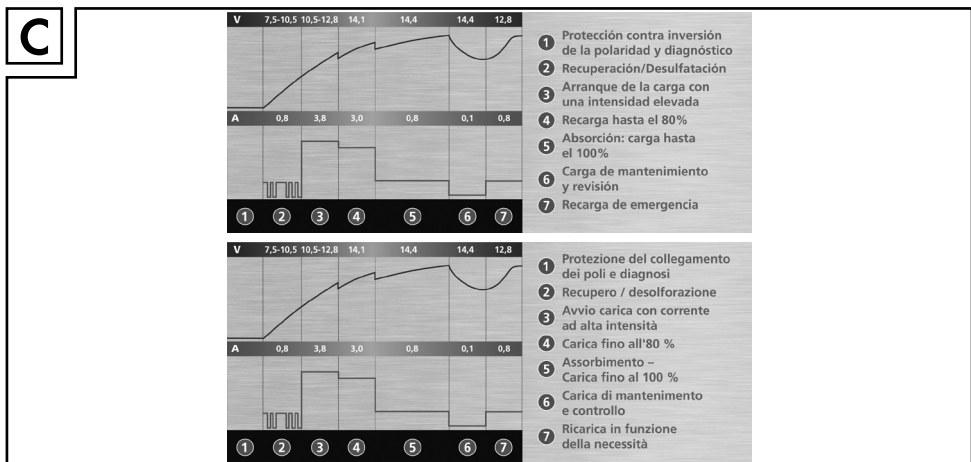 C
V 7,5-10,5 10,5-12,8 14,1 14,4 14,4 12,8
A 0,8 3,8 3,0 0,8 0,1 0,8
1 2 3 4 5 6 7
1 Protección contra inversión
de la polaridad y diagnóstico
2 Recuperación/Desulfatación
3 Arranque de la carga con
una intensidad elevada
4 Recarga hasta el 80%
5 Absorción: carga hasta
el 100%
6 Carga de mantenimiento
y revisión
7 Recarga de emergencia
V 7,5-10,5 10,5-12,8 14,1 14,4 14,4 12,8
A 0,8 3,8 3,0 0,8 0,1 0,8
1 2 3 4 5 6 7
1 Protezione del collegamento
dei poli e diagnosi
2 Recupero / desolforazione
3 Avvio carica con corrente
ad alta intensità
4 Carica fino all'80 %
5 Assorbimento –
Carica fino al 100 %
6 Carica di mantenimento
e controllo
7 Ricarica in funzione
della necessità